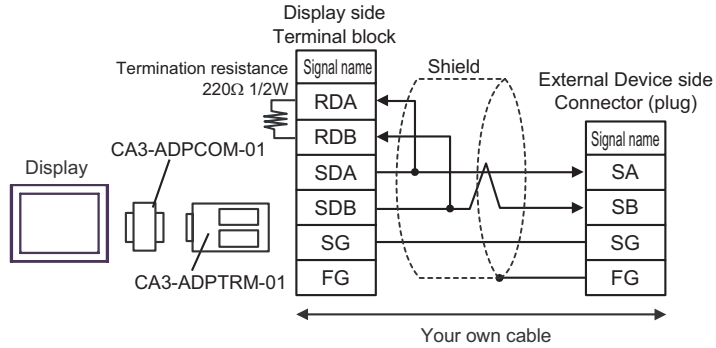 Display side
Terminal block
Termination resistance
220Ω 1/2W
Signal name
RDA
RDB
SDA
SDB
SG
FG
Shield
External Device side
Connector (plug)
Signal name
SA
SB
SG
FG
Display
CA3-ADPCOM-01
CA3-ADPTRM-01
Your own cable